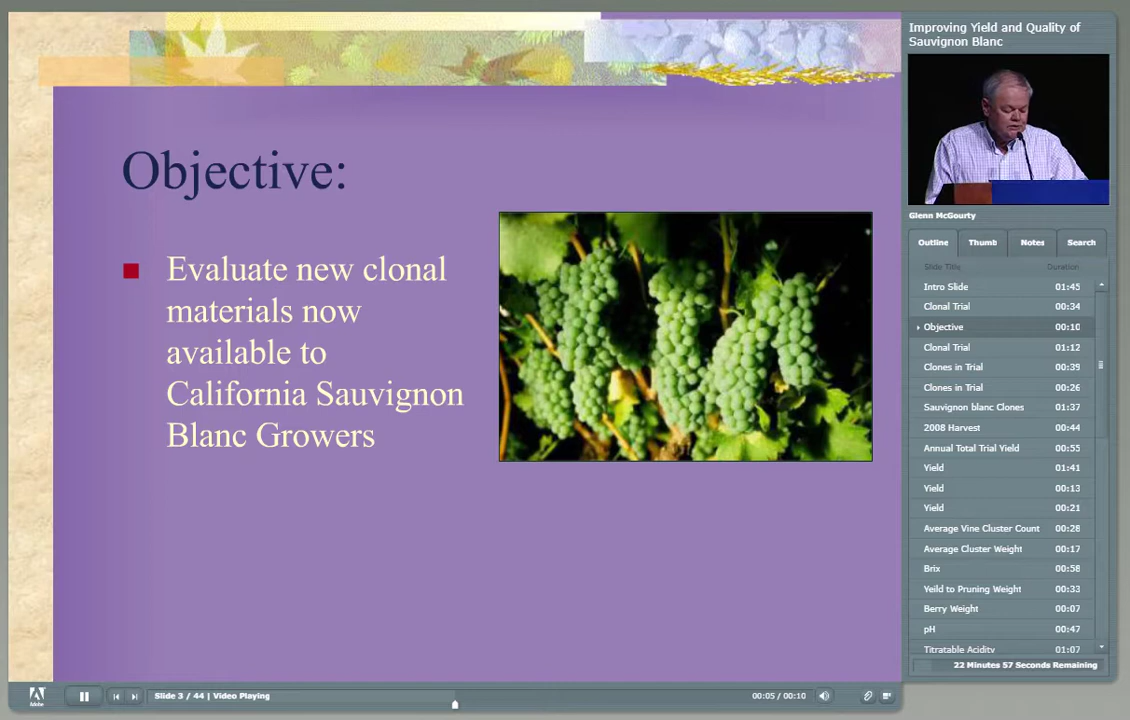 Objective:
Evaluate new clonal
materials now
available to
California Sauvignon
Blanc Growers
Improving Yield and Quality of
Sauvignon Blanc
Glenn McGourty
Outline Thumb Notes Search
Slide Title Duration
Intro Slide 01:45
Clonal Trial 00:34
Objective 00:10
Clonal Trial 01:12
Clones in Trial 00:39
Clones in Trial 00:26
Sauvignon blanc Clones 01:37
2008 Harvest 00:44
Annual Total Trial Yield 00:55
Yield 01:41
Yield 00:13
Yield 00:21
Average Vine Cluster Count 00:28
Average Cluster Weight 00:17
Brix 00:58
Yeild to Pruning Weight 00:33
Berry Weight 00:07
pH 00:47
Titratable Acidity 01:07
22 Minutes 57 Seconds Remaining
Adobe
Slide 3 / 44 | Video Playing
00:05 / 00:10